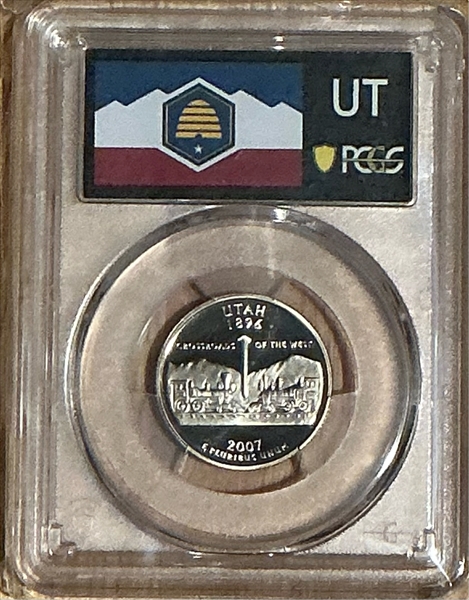 UT
PCGS
UTAH
1896
CROSSROADS OF THE WEST
2007
E PLURIBUS UNUM